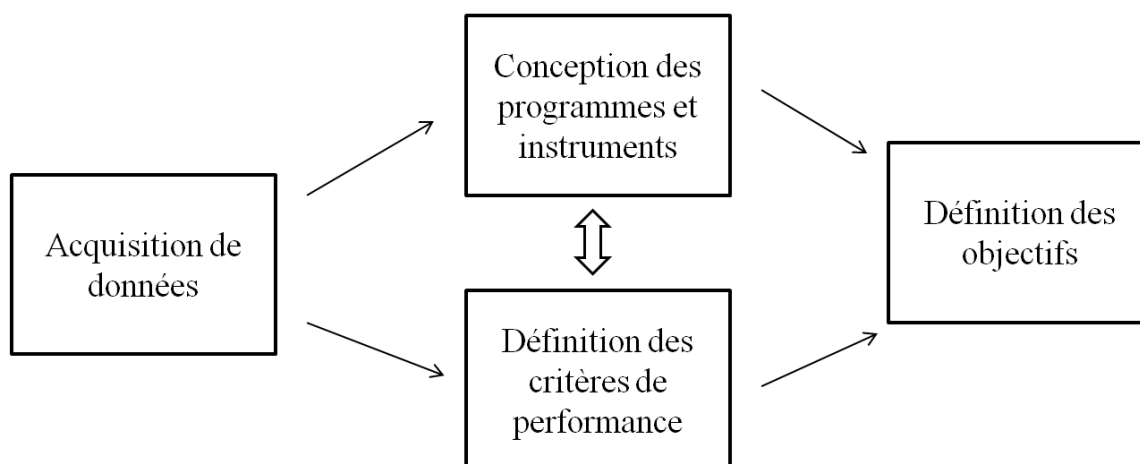 Acquisition de
données
Conception des
programmes et
instruments
Définition des
critères de
performance
Définition des
objectifs